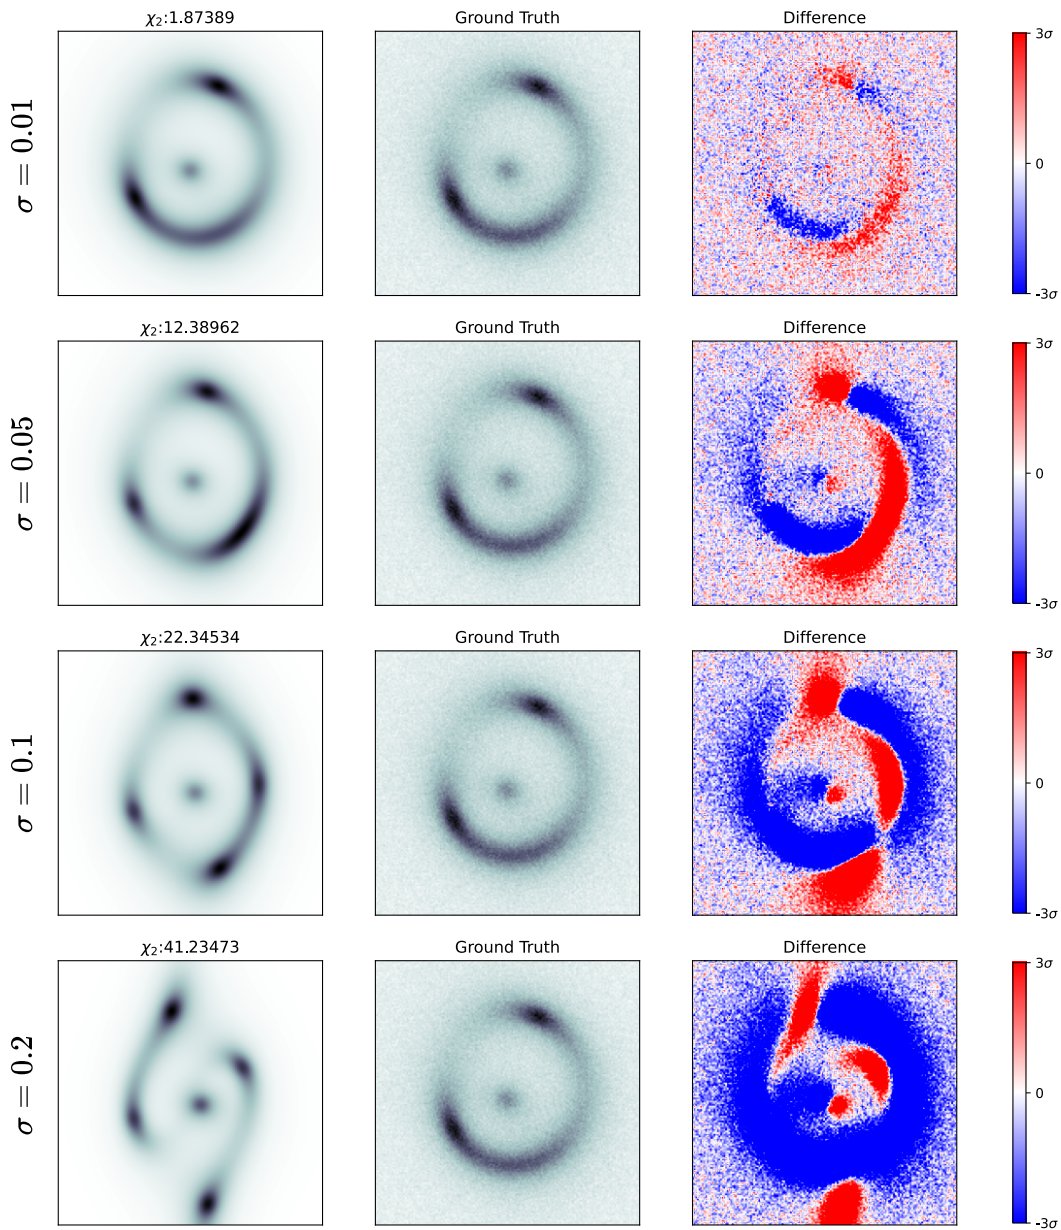 χ₂:1.87389 Ground Truth Difference
σ = 0.01
3σ
0
-3σ
χ₂:12.38962 Ground Truth Difference
σ = 0.05
3σ
0
-3σ
χ₂:22.34534 Ground Truth Difference
σ = 0.1
3σ
0
-3σ
χ₂:41.23473 Ground Truth Difference
σ = 0.2
3σ
0
-3σ